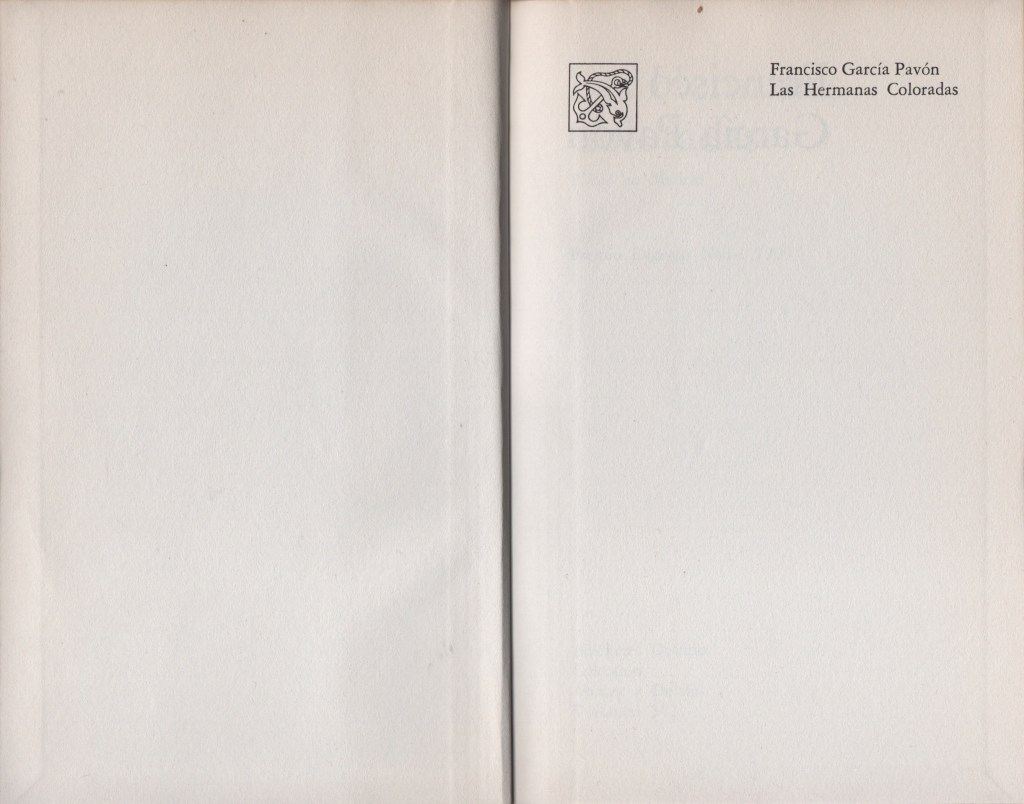 Francisco García Pavón
Las Hermanas Coloradas